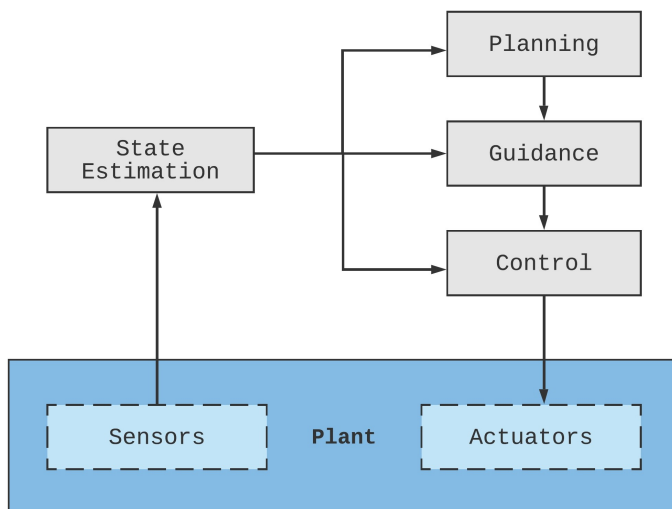 Planning
State
Estimation
Guidance
Control
Sensors
Plant
Actuators